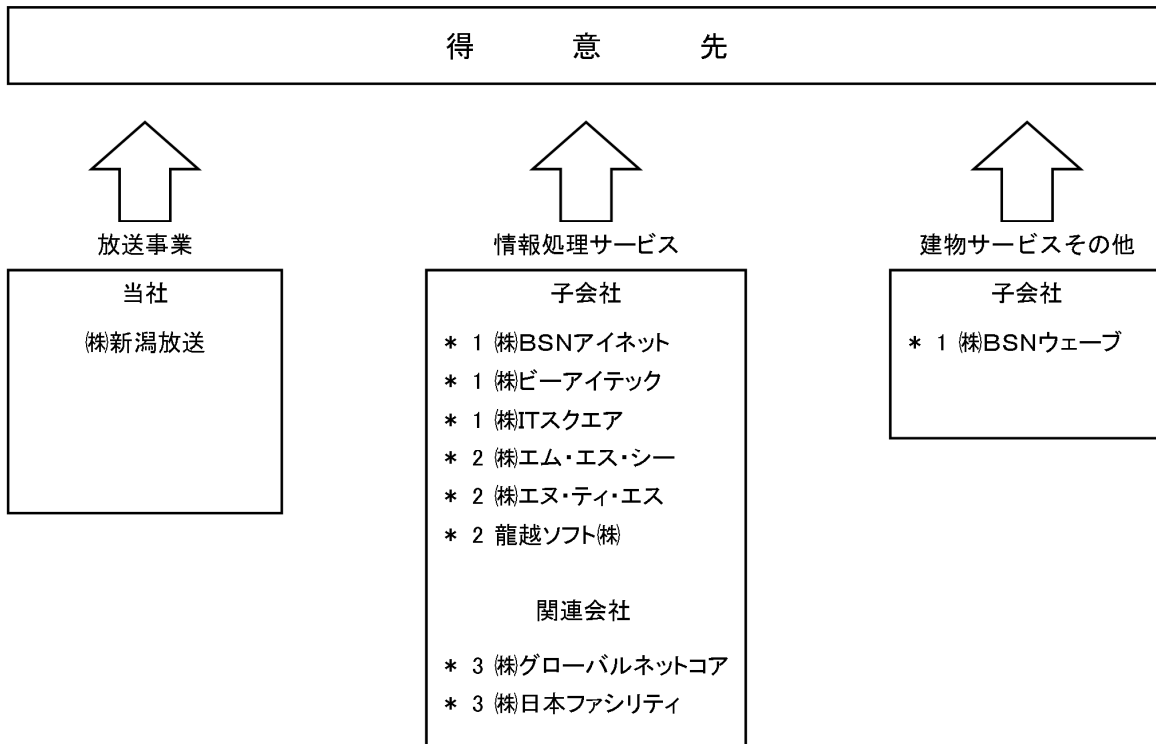 得意先
放送事業
当社
㈱新潟放送
情報処理サービス
子会社
* 1 ㈱BSNアイネット
* 1 ㈱ビーアイテック
* 1 ㈱ITスクエア
* 2 ㈱エム・エス・シー
* 2 ㈱エヌ・ティ・エス
* 2 龍越ソフト㈱
関連会社
* 3 ㈱グローバルネットコア
* 3 ㈱日本ファシリティ
建物サービスその他
子会社
* 1 ㈱BSNウェーブ